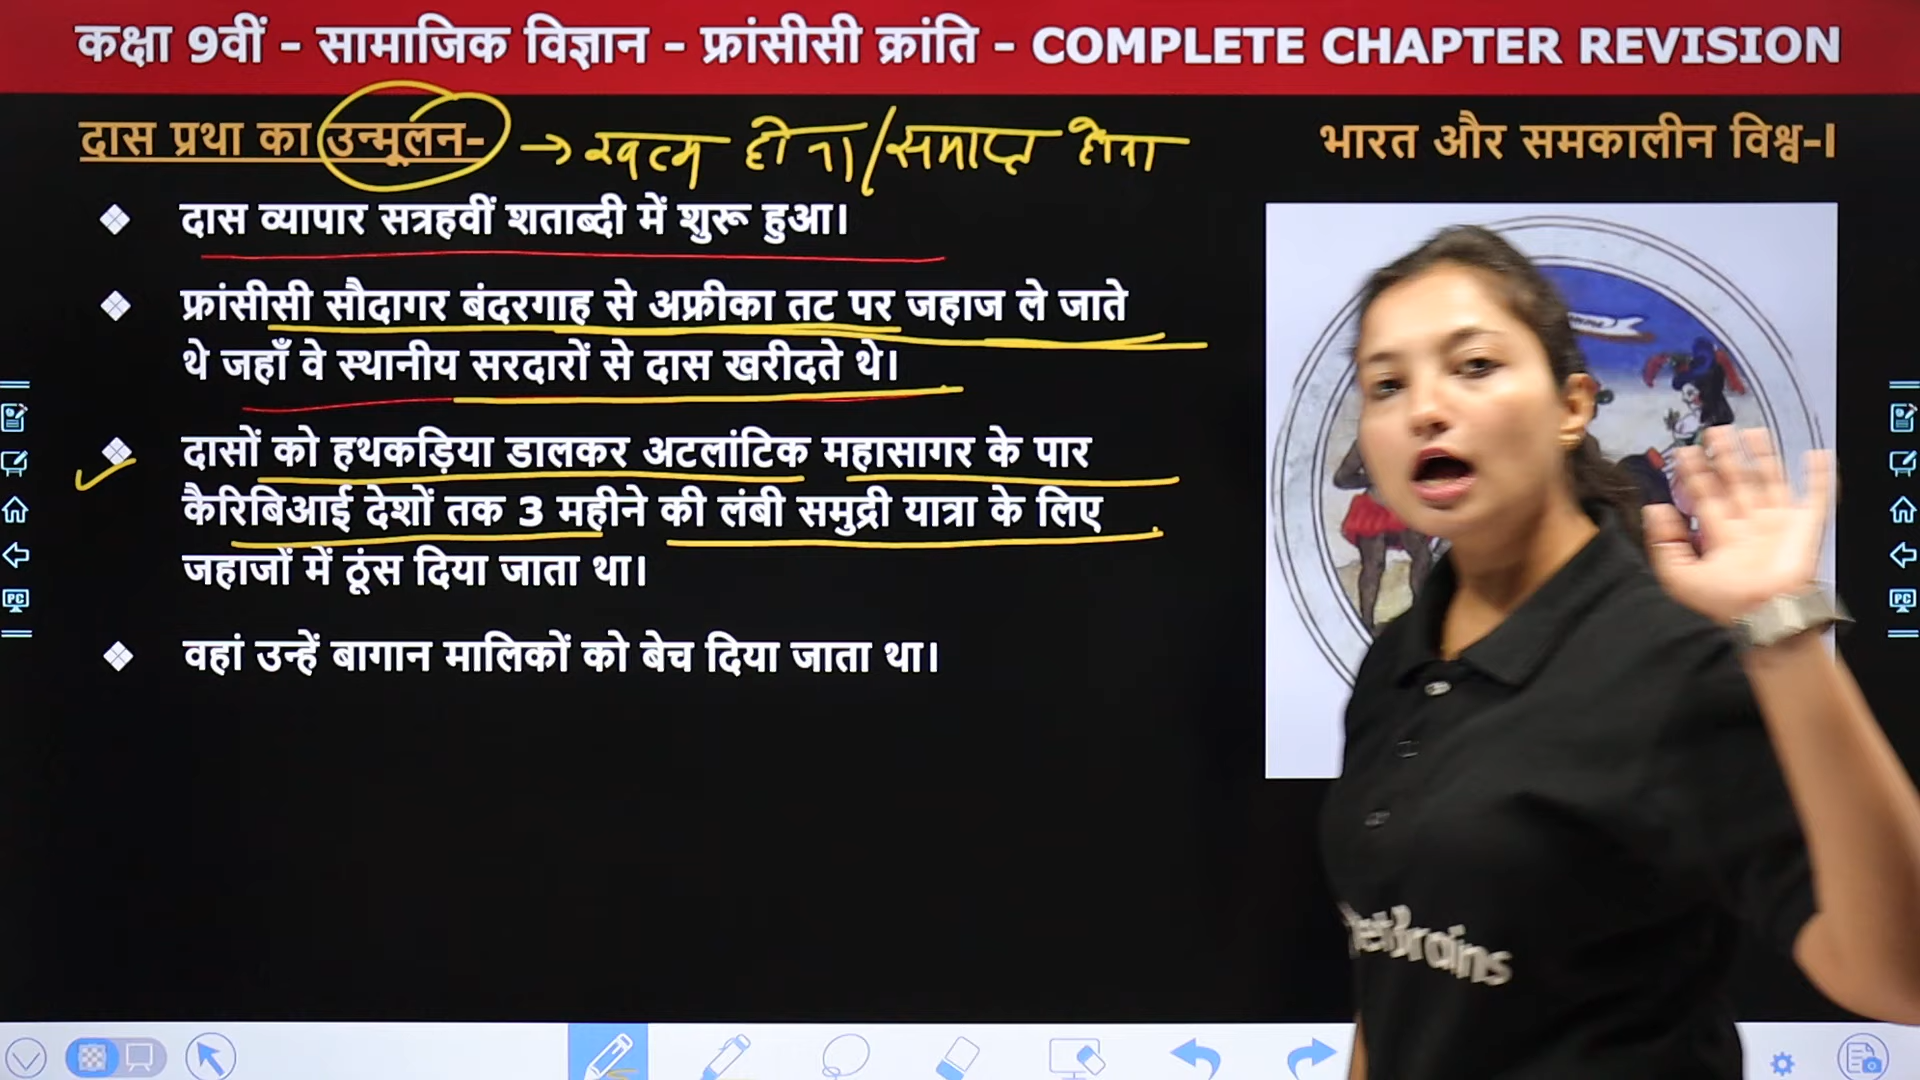 कक्षा 9वीं - सामाजिक विज्ञान - फ्रांसीसी क्रांति - COMPLETE CHAPTER REVISION
दास प्रथा का उन्मूलन- → खत्म होना/समाप्त होना
भारत और समकालीन विश्व-I
दास व्यापार सत्रहवीं शताब्दी में शुरू हुआ।
फ्रांसीसी सौदागर बंदरगाह से अफ्रीका तट पर जहाज ले जाते
थे जहाँ वे स्थानीय सरदारों से दास खरीदते थे।
दासों को हथकड़िया डालकर अटलांटिक महासागर के पार
कैरिबिआई देशों तक 3 महीने की लंबी समुद्री यात्रा के लिए
जहाजों में ठूंस दिया जाता था।
वहां उन्हें बागान मालिकों को बेच दिया जाता था।
PC
PC